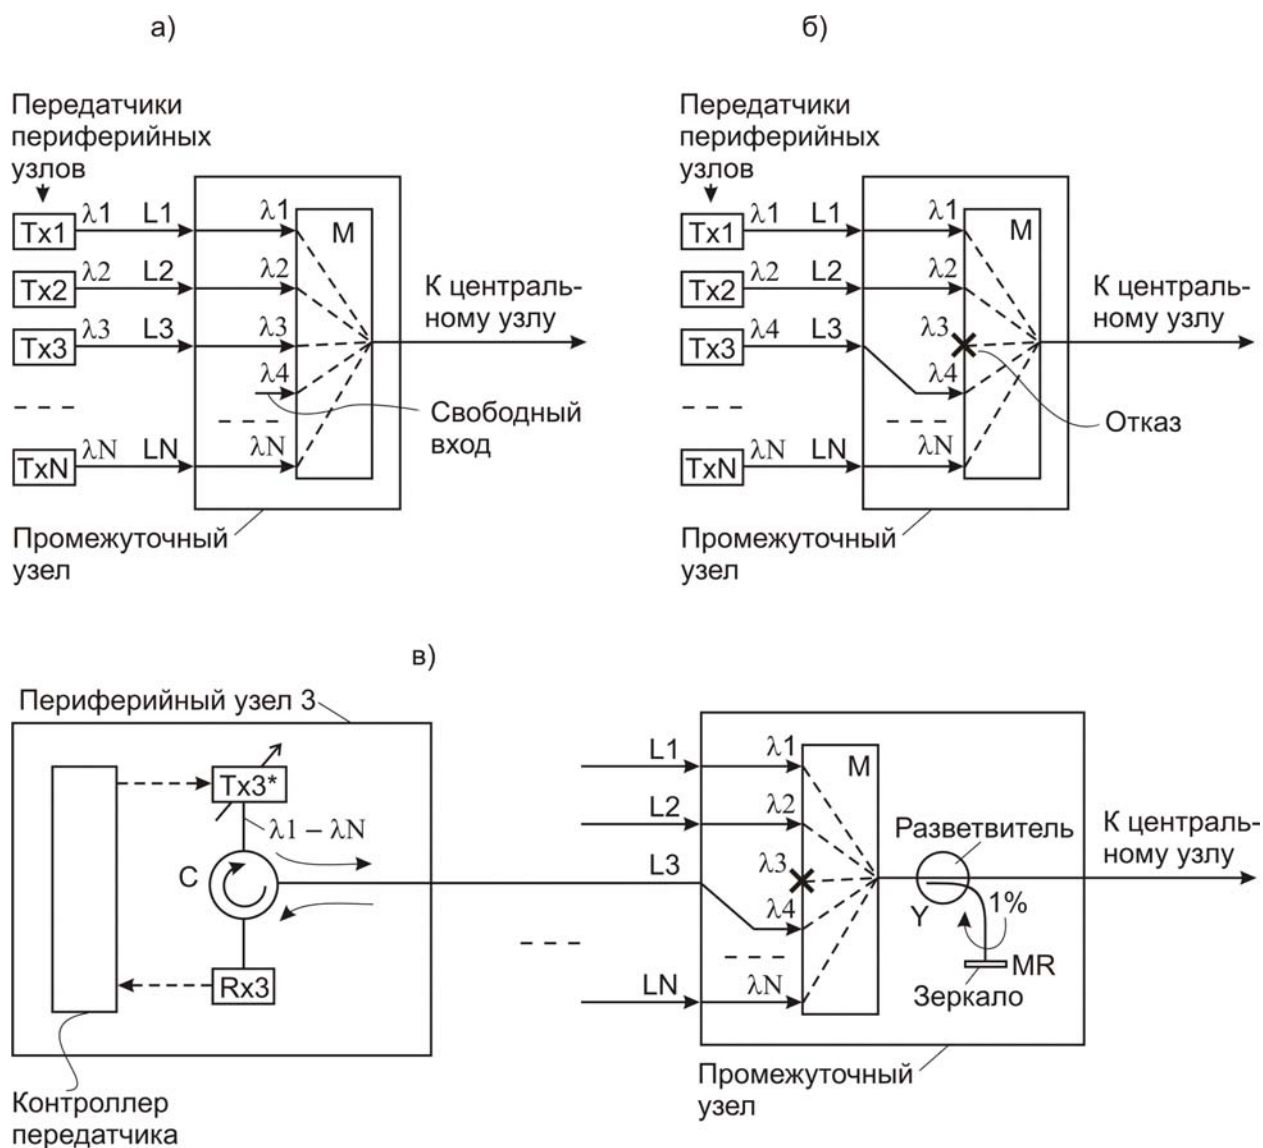 а)
Передатчики
периферийных
узлов
Tx1
λ1
L1
λ1
M
Tx2
λ2
L2
λ2
Tx3
λ3
L3
λ3
λ4
TxN
λN
LN
λN
К централь-
ному узлу
Свободный
вход
Промежуточный
узел
б)
Передатчики
периферийных
узлов
Tx1
λ1
L1
λ1
M
Tx2
λ2
L2
λ2
Tx3
λ4
L3
λ3
λ4
TxN
λN
LN
λN
К централь-
ному узлу
Отказ
Промежуточный
узел
в)
Периферийный узел 3
Tx3*
λ1 – λN
C
Rx3
Контроллер
передатчика
L1
λ1
M
L2
λ2
L3
λ3
λ4
LN
λN
Разветвитель
Y
1%
MR
Зеркало
К централь-
ному узлу
Промежуточный
узел